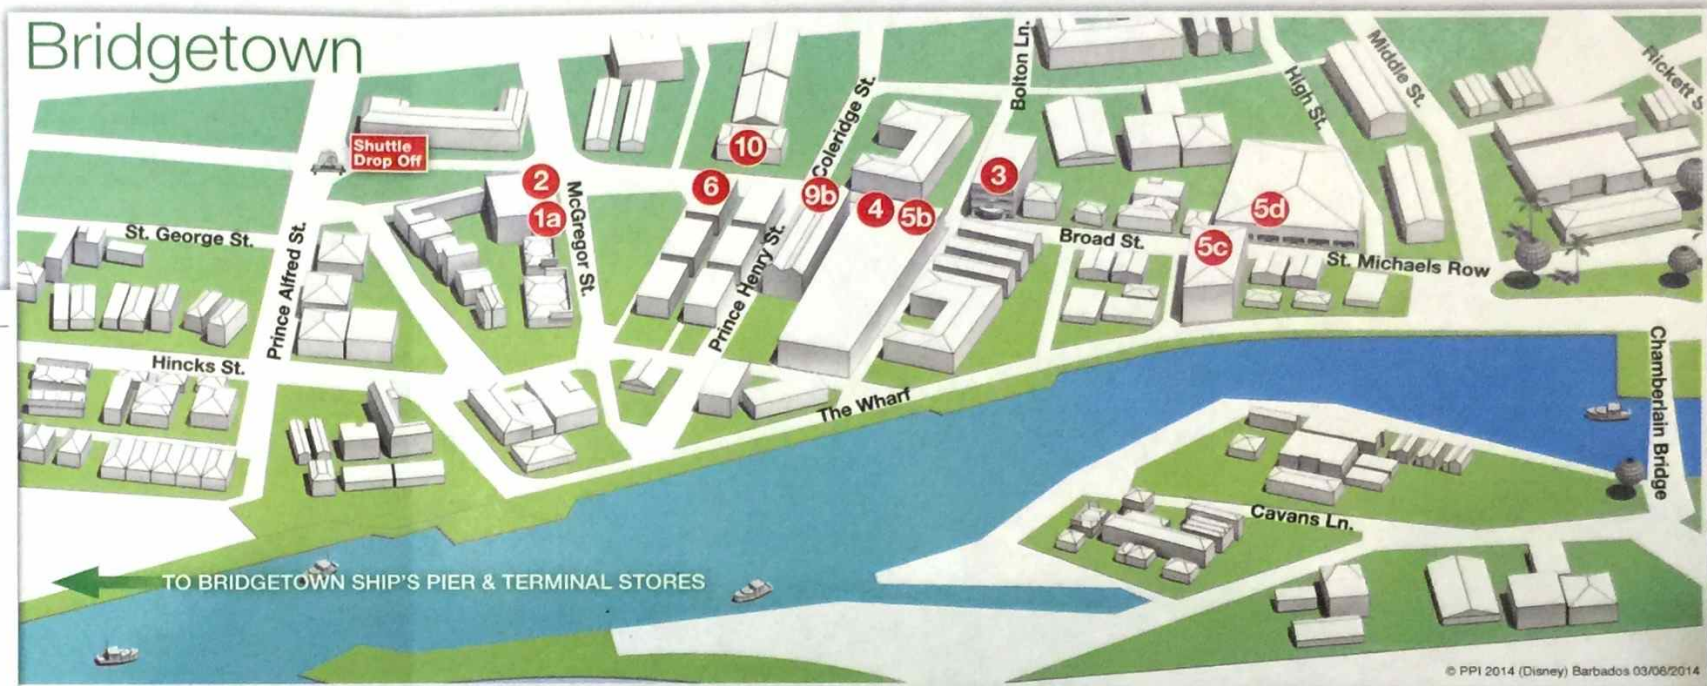 Bridgetown
Shuttle
Drop Off
St. George St.
Prince Alfred St.
Hincks St.
McGregor St.
2
1a
6
10
Prince Henry St.
Coleridge St.
9b
4
5b
Bolton Ln.
3
Broad St.
5c
5d
High St.
Middle St.
St. Michaels Row
The Wharf
Chamberlain Bridge
Cavans Ln.
TO BRIDGETOWN SHIP'S PIER & TERMINAL STORES
© PPI 2014 (Disney) Barbados 03/06/2014